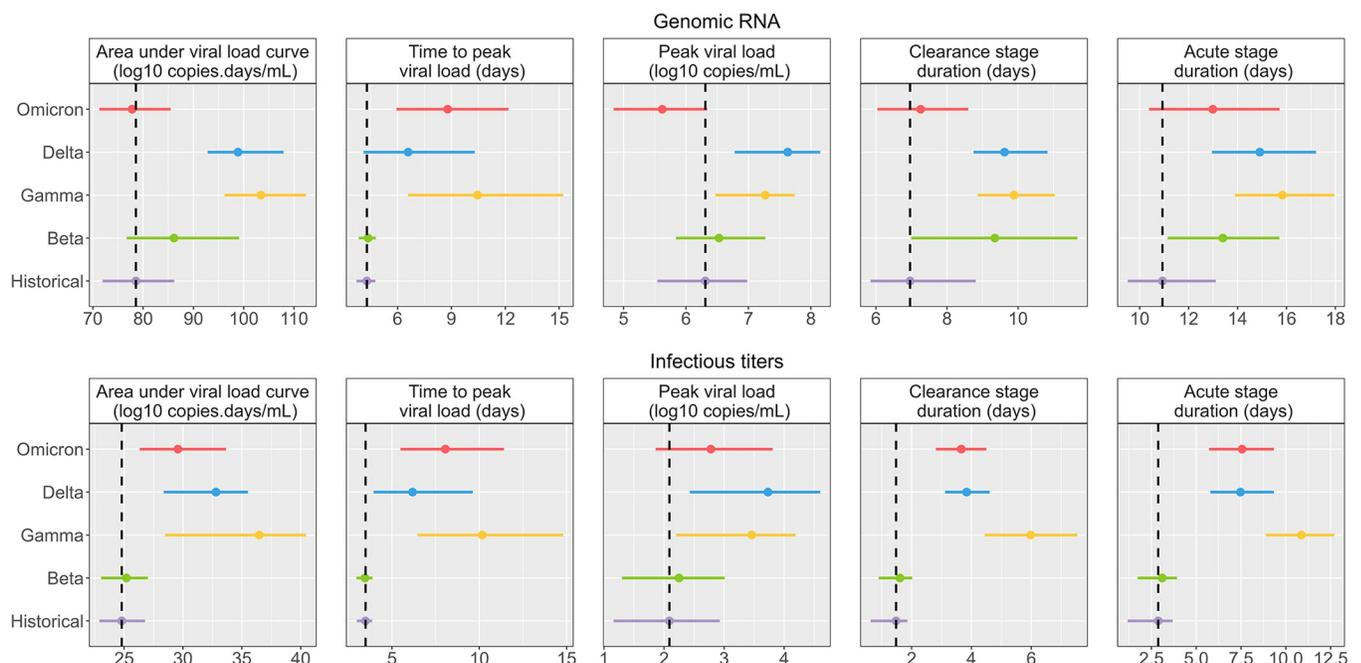 Genomic RNA
Area under viral load curve
(log10 copies.days/mL)
Time to peak
viral load (days)
Peak viral load
(log10 copies/mL)
Clearance stage
duration (days)
Acute stage
duration (days)
Omicron
Delta
Gamma
Beta
Historical
70 80 90 100 110
6 9 12 15
5 6 7 8
6 8 10
10 12 14 16 18
Infectious titers
Area under viral load curve
(log10 copies.days/mL)
Time to peak
viral load (days)
Peak viral load
(log10 copies/mL)
Clearance stage
duration (days)
Acute stage
duration (days)
Omicron
Delta
Gamma
Beta
Historical
25 30 35 40
5 10 15
1 2 3 4
2 4 6
2.5 5.0 7.5 10.0 12.5